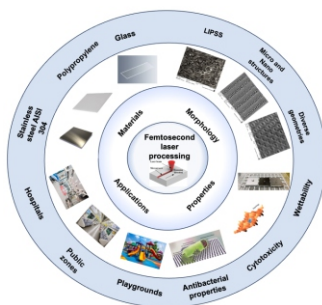 Femtosecond
laser
processing
Materials
Morphology
Properties
Applications
Stainless
steel AISI
304
Polypropylene
Glass
LIPSS
Micro and
Nano
structures
Diverse
geometries
Wettability
Cytotoxicity
Antibacterial
properties
Playgrounds
Public
zones
Hospitals